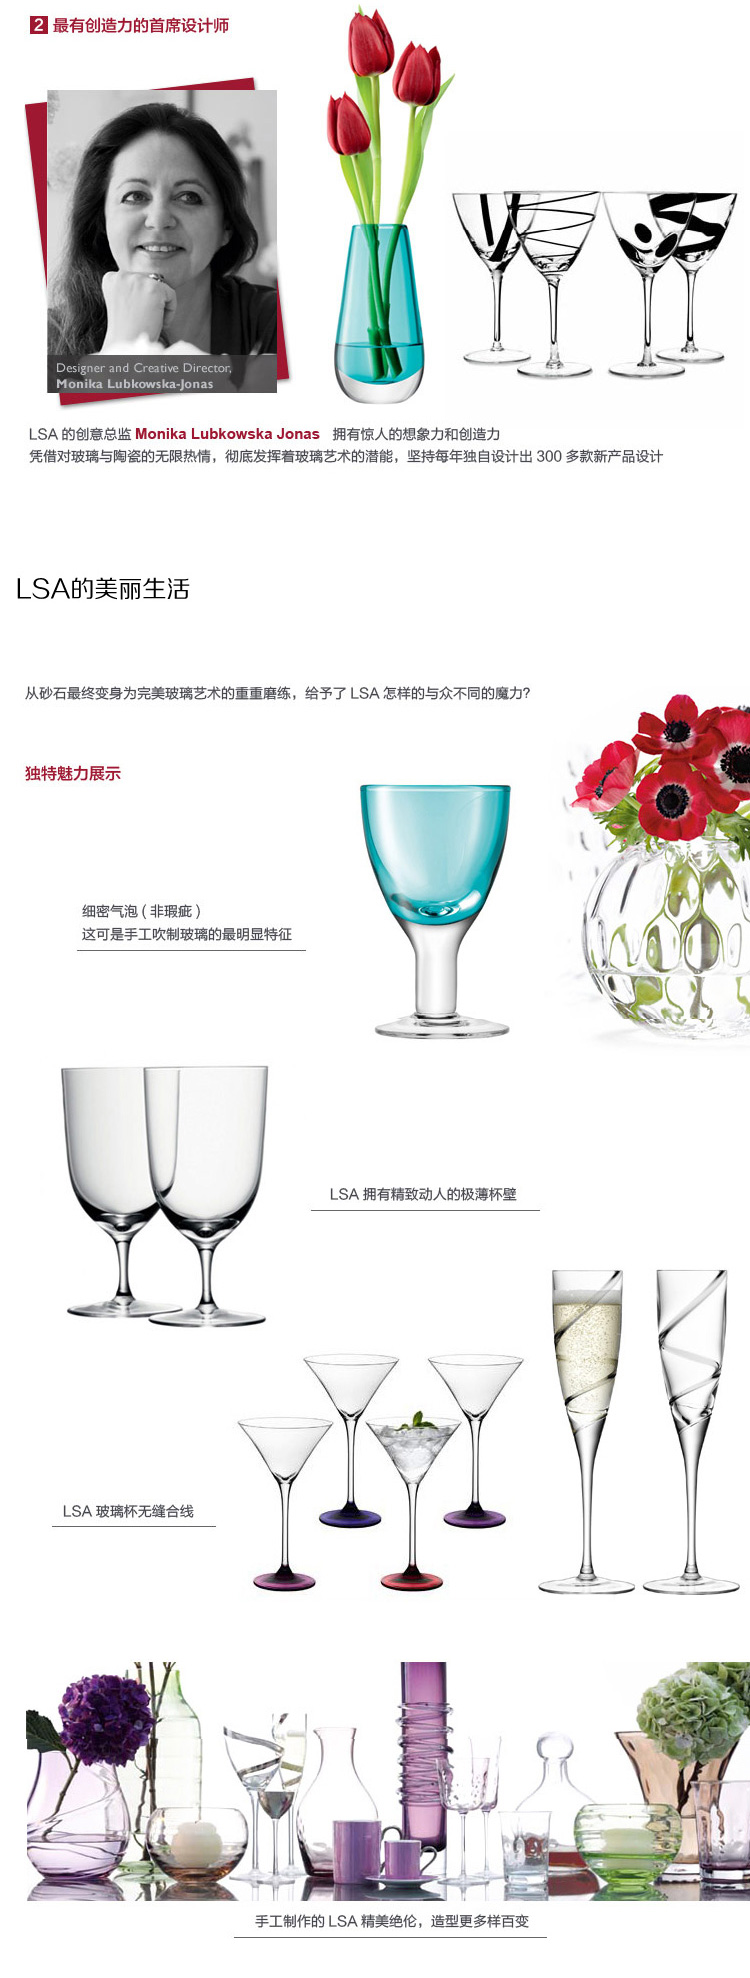 2 最有创造力的首席设计师
Designer and Creative Director,
Monika Lubkowska-Jonas
LSA 的创意总监 Monika Lubkowska Jonas 拥有惊人的想象力和创造力
凭借对玻璃与陶瓷的无限热情，彻底发挥着玻璃艺术的潜能，坚持每年独自设计出 300 多款新产品设计
LSA的美丽生活
从砂石最终变身为完美玻璃艺术的重重磨练，给予了 LSA 怎样的与众不同的魔力?
独特魅力展示
细密气泡 ( 非瑕疵 )
这可是手工吹制玻璃的最明显特征
LSA 拥有精致动人的极薄杯壁
LSA 玻璃杯无缝合线
手工制作的 LSA 精美绝伦，造型更多样百变